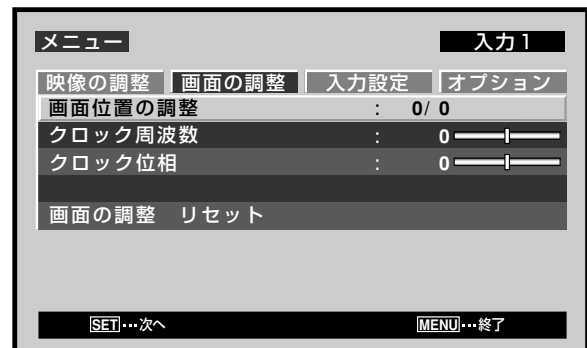 メニュー 入力1
映像の調整 画面の調整 入力設定 オプション
画面位置の調整 : 0/ 0
クロック周波数 : 0
クロック位相 : 0
画面の調整 リセット
SET…次へ MENU…終了